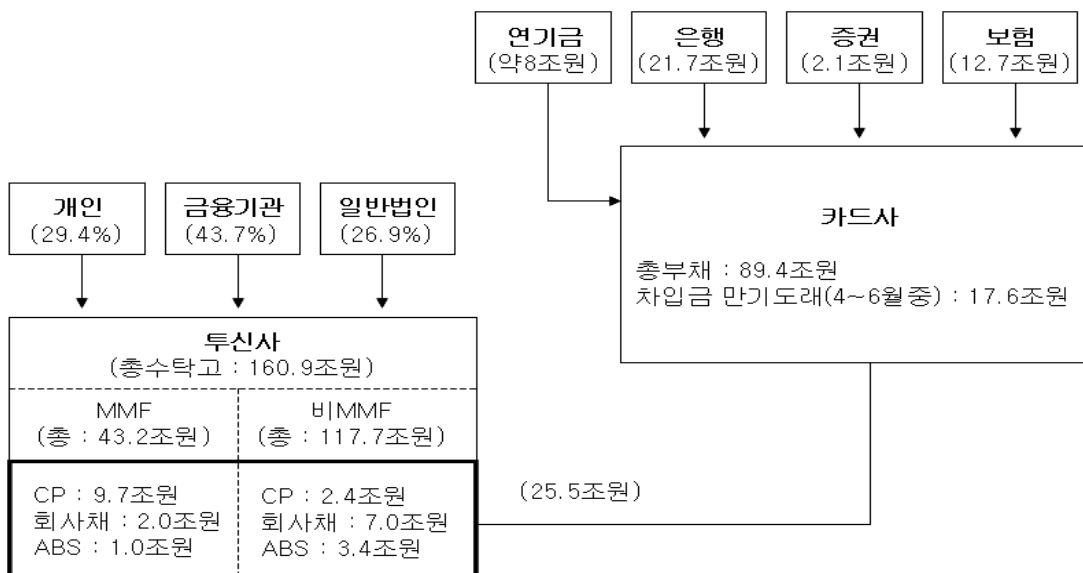 연기금
(약8조원)
은행
(21.7조원)
증권
(2.1조원)
보험
(12.7조원)
개인
(29.4%)
금융기관
(43.7%)
일반법인
(26.9%)
카드사
총부채 : 89.4조원
차입금 만기도래(4~6월중) : 17.6조원
투신사
(총수탁고 : 160.9조원)
MMF
(총 : 43.2조원)
비MMF
(총 : 117.7조원)
CP : 9.7조원
회사채 : 2.0조원
ABS : 1.0조원
CP : 2.4조원
회사채 : 7.0조원
ABS : 3.4조원
(25.5조원)